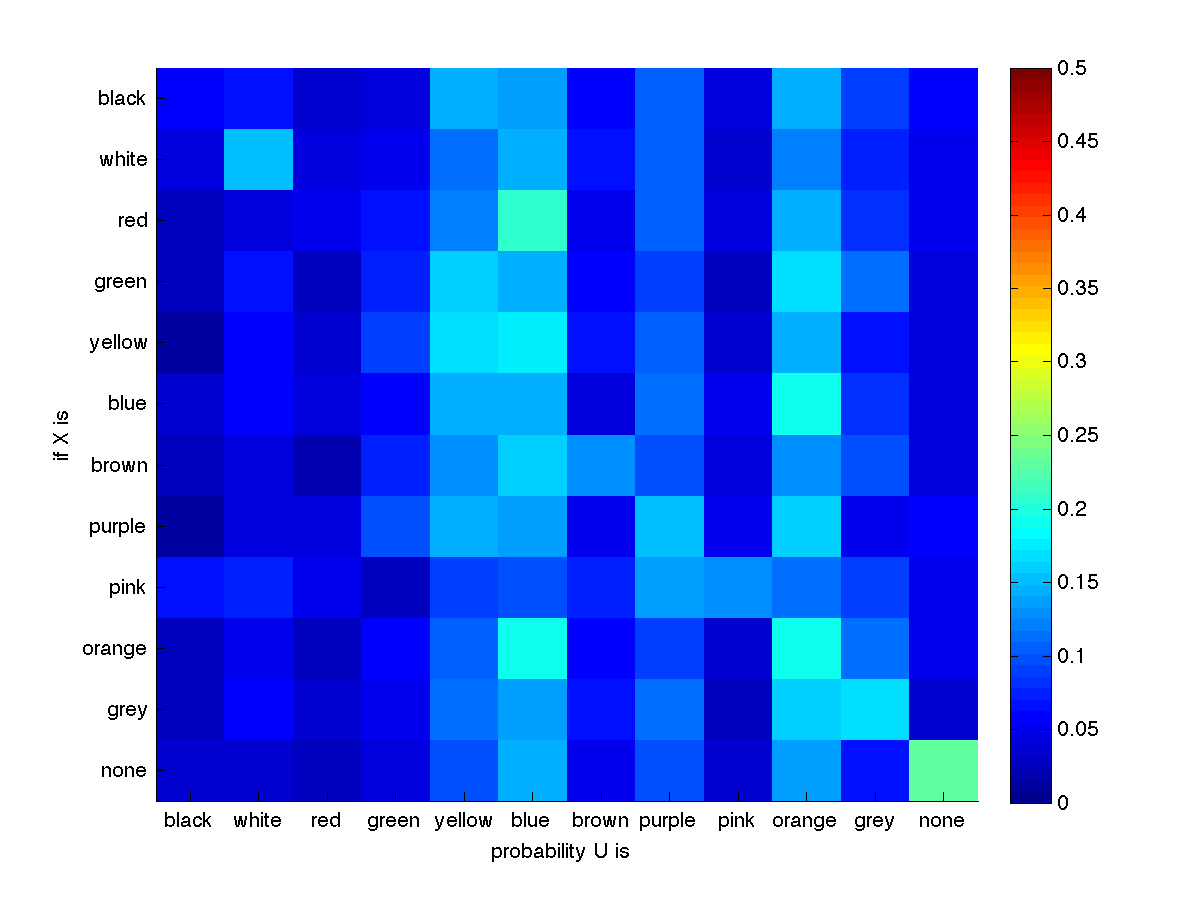 black
white
red
green
yellow
blue
brown
purple
pink
orange
grey
none
if X is
black white red green yellow blue brown purple pink orange grey none
probability U is
0.5
0.45
0.4
0.35
0.3
0.25
0.2
0.15
0.1
0.05
0